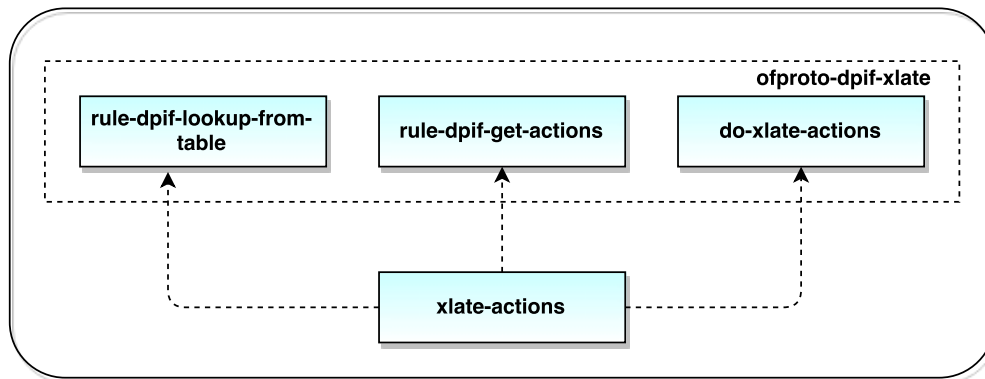 ofproto-dpif-xlate
rule-dpif-lookup-from-
table
rule-dpif-get-actions
do-xlate-actions
xlate-actions